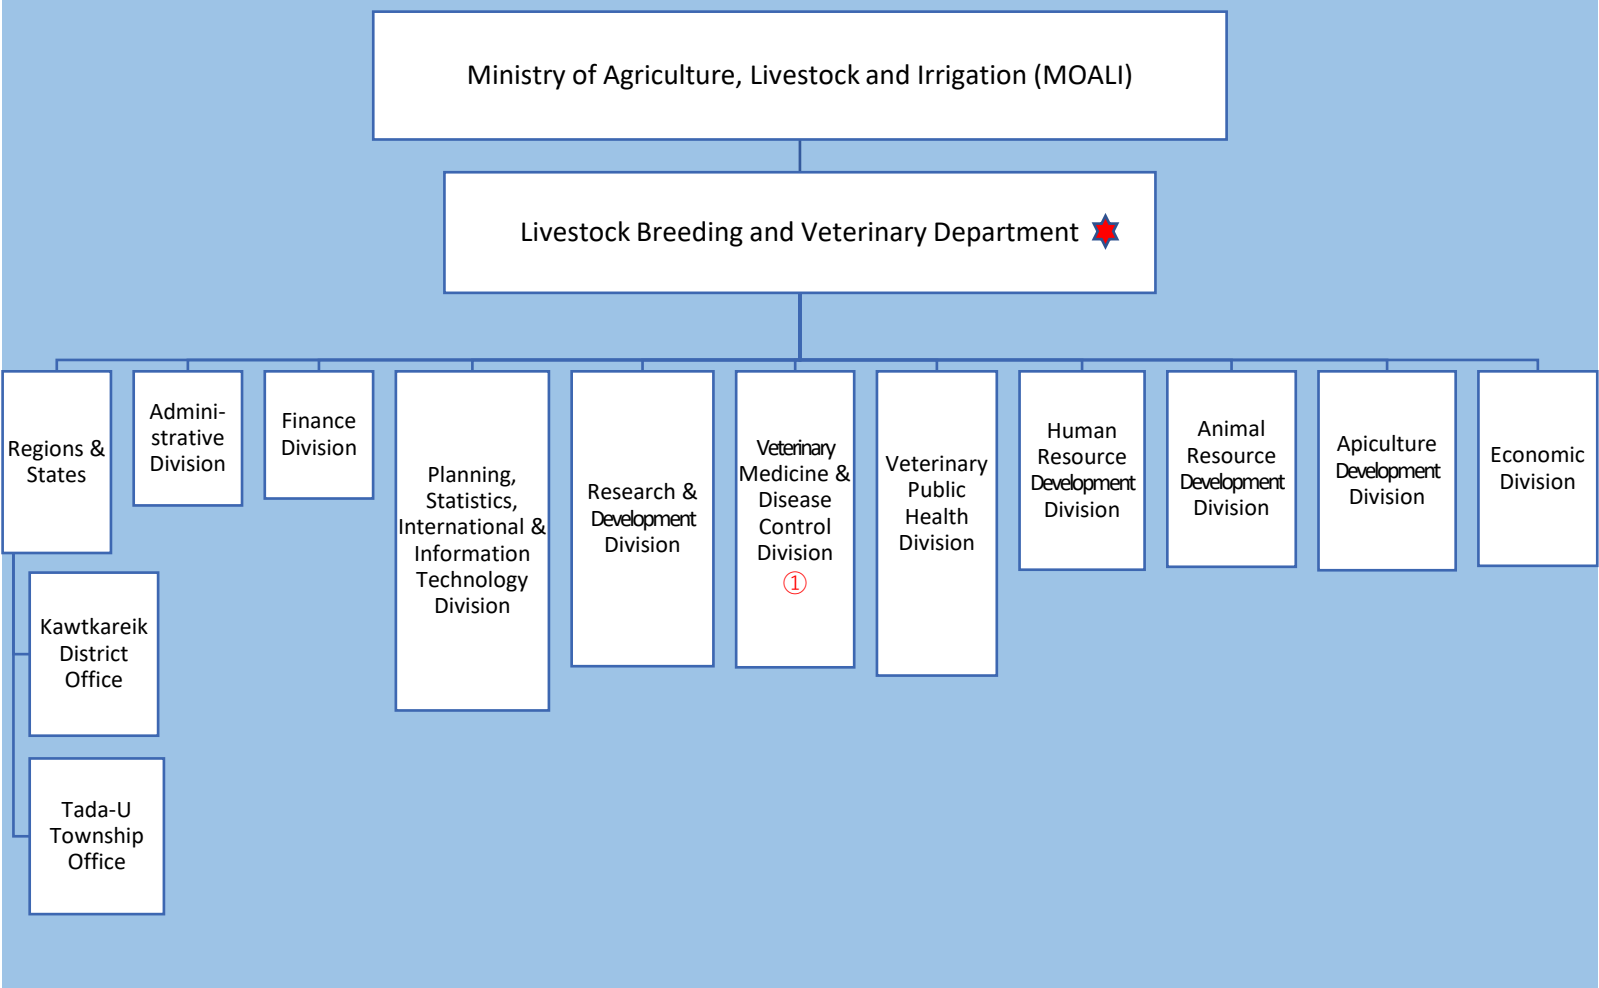 Ministry of Agriculture, Livestock and Irrigation (MOALI)
Livestock Breeding and Veterinary Department
Regions &
States
Admini-
strative
Division
Finance
Division
Planning,
Statistics,
International &
Information
Technology
Division
Research &
Development
Division
Veterinary
Medicine &
Disease
Control
Division
①
Veterinary
Public
Health
Division
Human
Resource
Development
Division
Animal
Resource
Development
Division
Apiculture
Development
Division
Economic
Division
Kawtkareik
District
Office
Tada-U
Township
Office